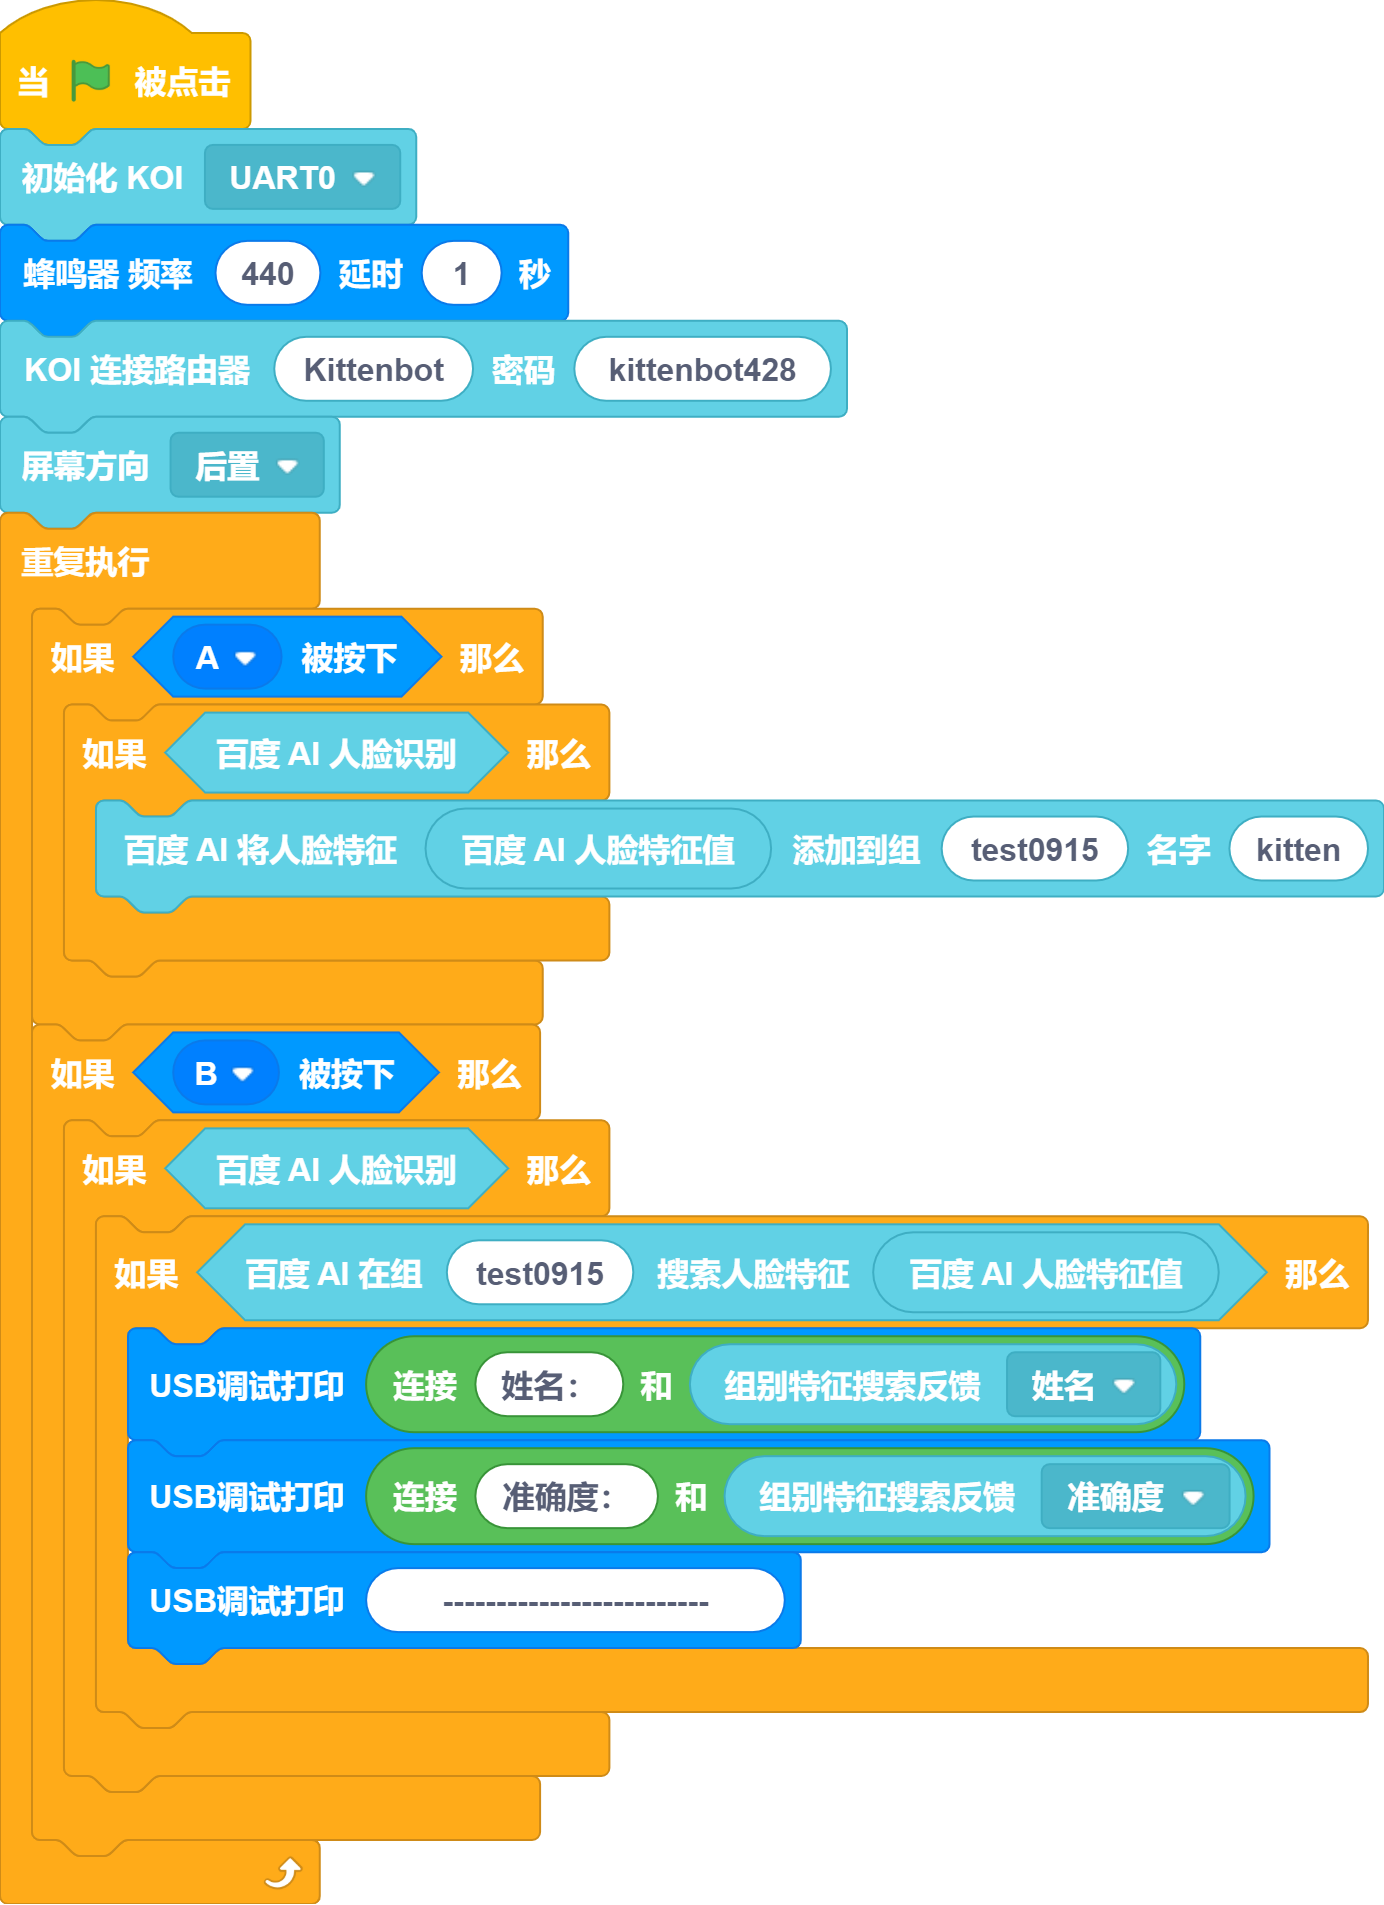 当 被点击
初始化 KOI UART0
蜂鸣器 频率 440 延时 1 秒
KOI 连接路由器 Kittenbot 密码 kittenbot428
屏幕方向 后置
重复执行
如果 A 被按下 那么
如果 百度 AI 人脸识别 那么
百度 AI 将人脸特征 百度 AI 人脸特征值 添加到组 test0915 名字 kitten
如果 B 被按下 那么
如果 百度 AI 人脸识别 那么
如果 百度 AI 在组 test0915 搜索人脸特征 百度 AI 人脸特征值 那么
USB调试打印 连接 姓名： 和 组别特征搜索反馈 姓名
USB调试打印 连接 准确度： 和 组别特征搜索反馈 准确度
USB调试打印 -------------------------